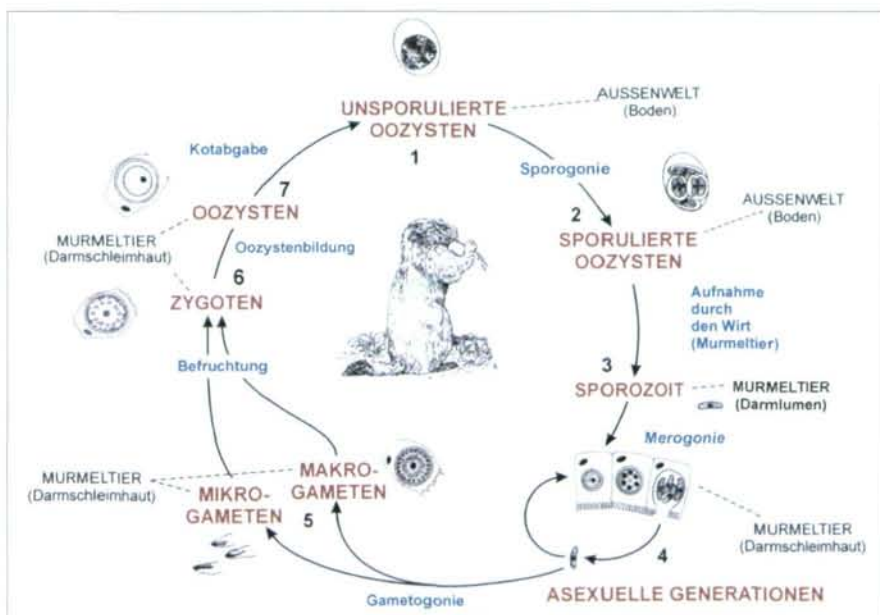 UNSPORULIERTE
OOZYSTEN
1
AUSSENWELT
(Boden)
Sporogonie
2
SPORULIERTE
OOZYSTEN
AUSSENWELT
(Boden)
Aufnahme
durch
den Wirt
(Murmeltier)
3
SPOROZOIT
MURMELTIER
(Darmlumen)
Merogonie
MURMELTIER
(Darmschleimhaut)
4
ASEXUELLE GENERATIONEN
Gametogonie
MAKRO-
GAMETEN
MIKRO-
GAMETEN
5
MURMELTIER
(Darmschleimhaut)
Befruchtung
6
ZYGOTEN
Oozystenbildung
MURMELTIER
(Darmschleimhaut)
7
OOZYSTEN
Kotabgabe